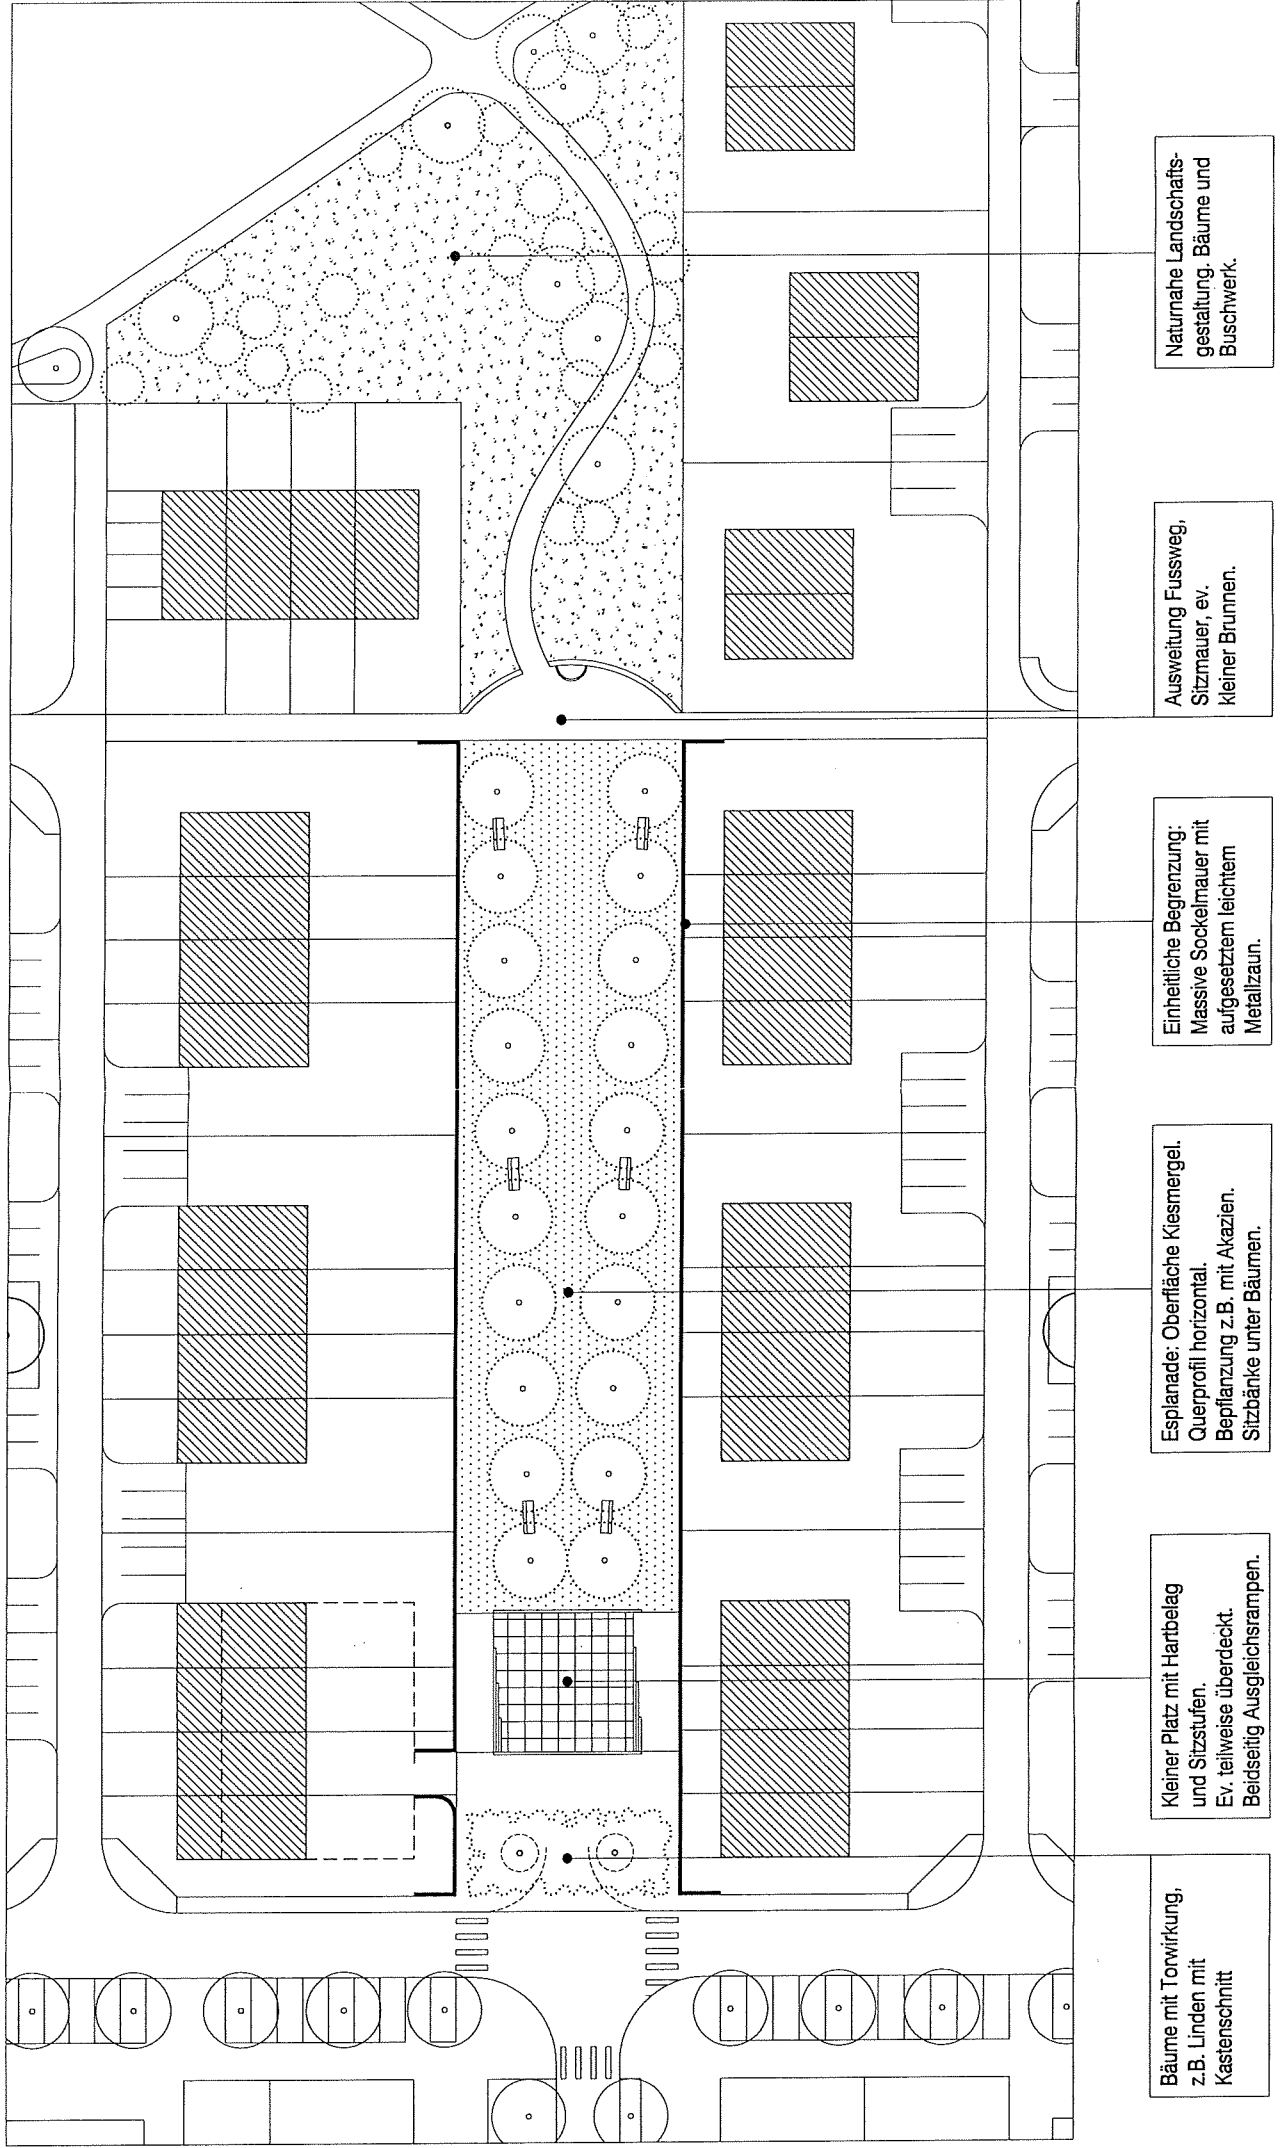 Bäume mit Torwirkung,
z.B. Linden mit
Kastenschnitt
Kleiner Platz mit Hartbelag
und Sitzstufen.
Ev. teilweise überdeckt.
Beidseitig Ausgleichsrampen.
Esplanade: Oberfläche Kiesmergel.
Querprofil horizontal.
Bepflanzung z.B. mit Akazien.
Sitzbänke unter Bäumen.
Einheitliche Begrenzung:
Massive Sockelmauer mit
aufgesetztem leichtem
Metallzaun.
Ausweitung Fussweg,
Sitzmauer, ev.
kleiner Brunnen.
Naturnahe Landschafts-
gestaltung. Bäume und
Buschwerk.